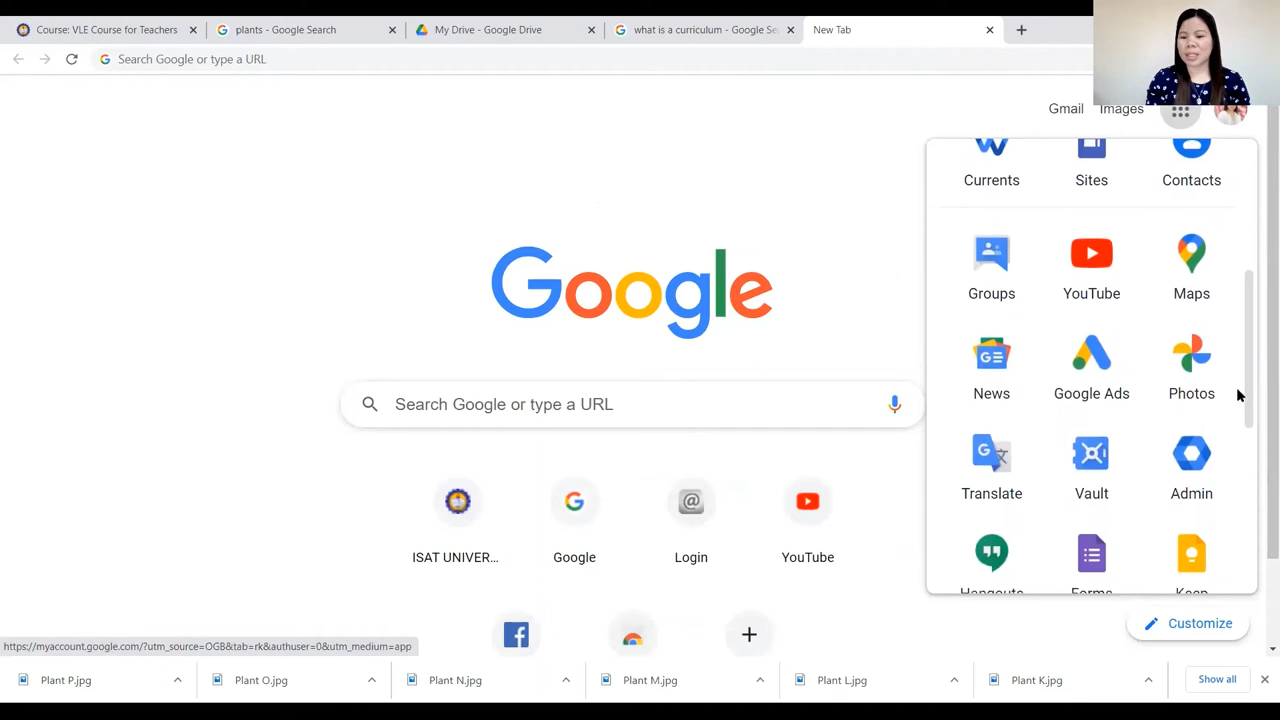 Course: VLE Course for Teachers
plants - Google Search
My Drive - Google Drive
what is a curriculum - Google Se
New Tab
Search Google or type a URL
Gmail Images
Currents Sites Contacts
Groups YouTube Maps
News Google Ads Photos
Translate Vault Admin
Hangouts Forms Keep
Google
Search Google or type a URL
ISAT UNIVER... Google Login YouTube
Customize
https://myaccount.google.com/?utm_source=OGB&tab=rk&authuser=0&utm_medium=app
Plant P.jpg Plant O.jpg Plant N.jpg Plant M.jpg Plant L.jpg Plant K.jpg Show all